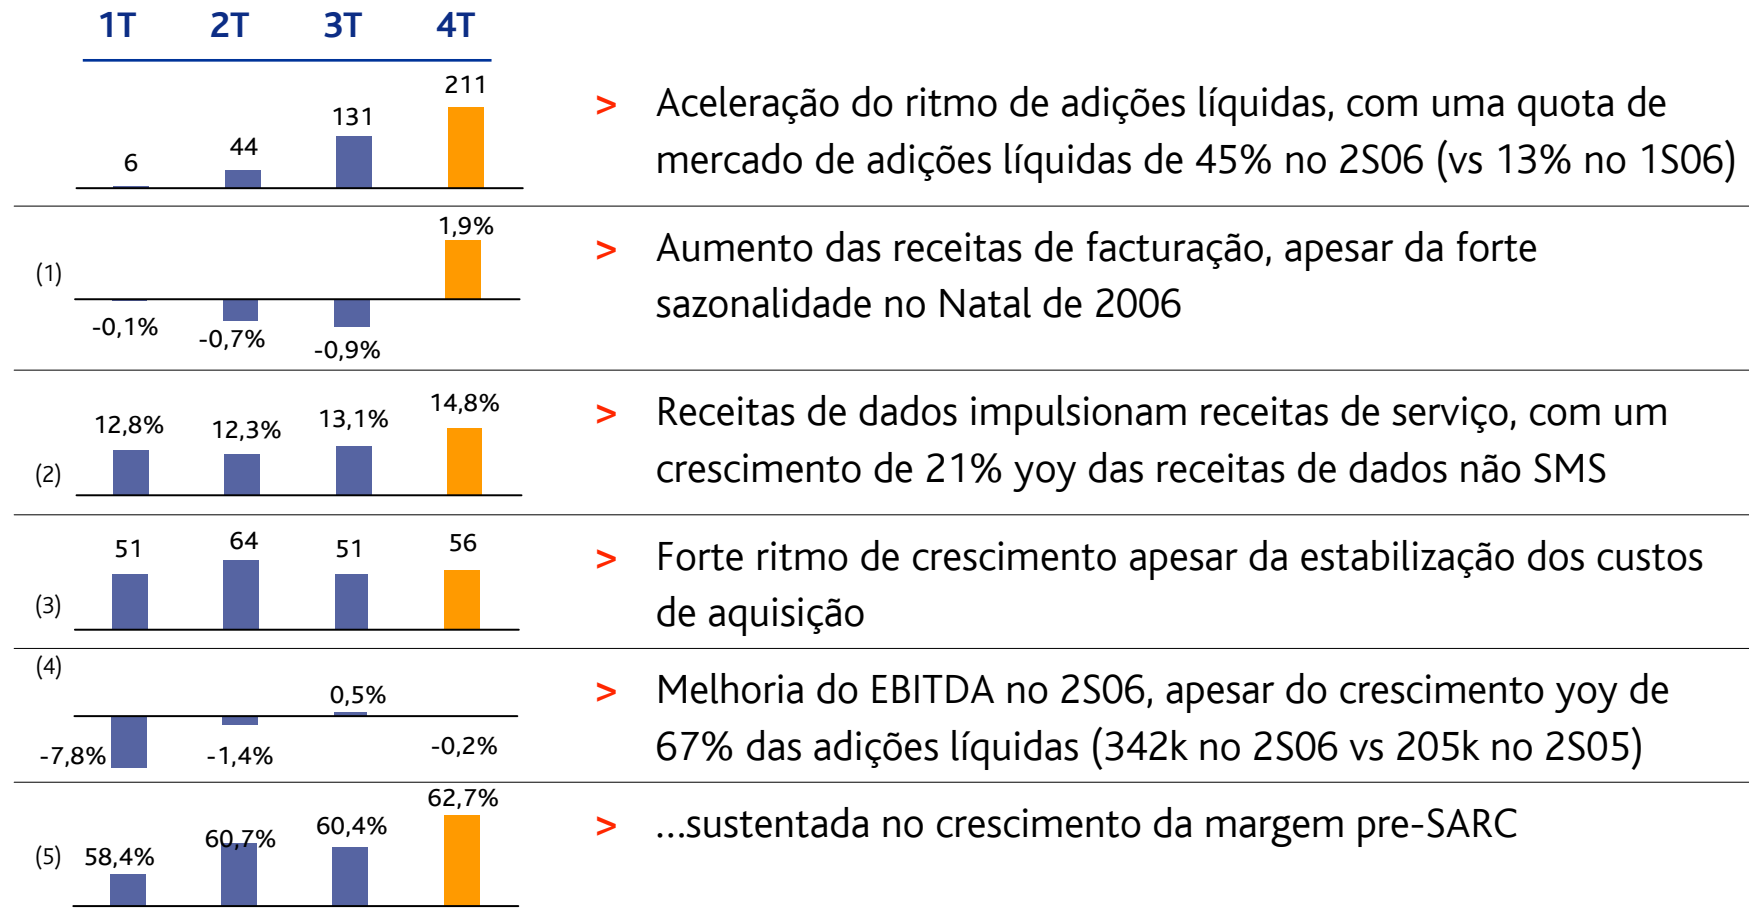 1T 2T 3T 4T
6 44 131 211
> Aceleração do ritmo de adições líquidas, com uma quota de
mercado de adições líquidas de 45% no 2S06 (vs 13% no 1S06)
(1) -0,1% -0,7% -0,9% 1,9%
> Aumento das receitas de facturação, apesar da forte
sazonalidade no Natal de 2006
(2) 12,8% 12,3% 13,1% 14,8%
> Receitas de dados impulsionam receitas de serviço, com um
crescimento de 21% yoy das receitas de dados não SMS
(3) 51 64 51 56
> Forte ritmo de crescimento apesar da estabilização dos custos
de aquisição
(4) -7,8% -1,4% 0,5% -0,2%
> Melhoria do EBITDA no 2S06, apesar do crescimento yoy de
67% das adições líquidas (342k no 2S06 vs 205k no 2S05)
(5) 58,4% 60,7% 60,4% 62,7%
> ...sustentada no crescimento da margem pre-SARC